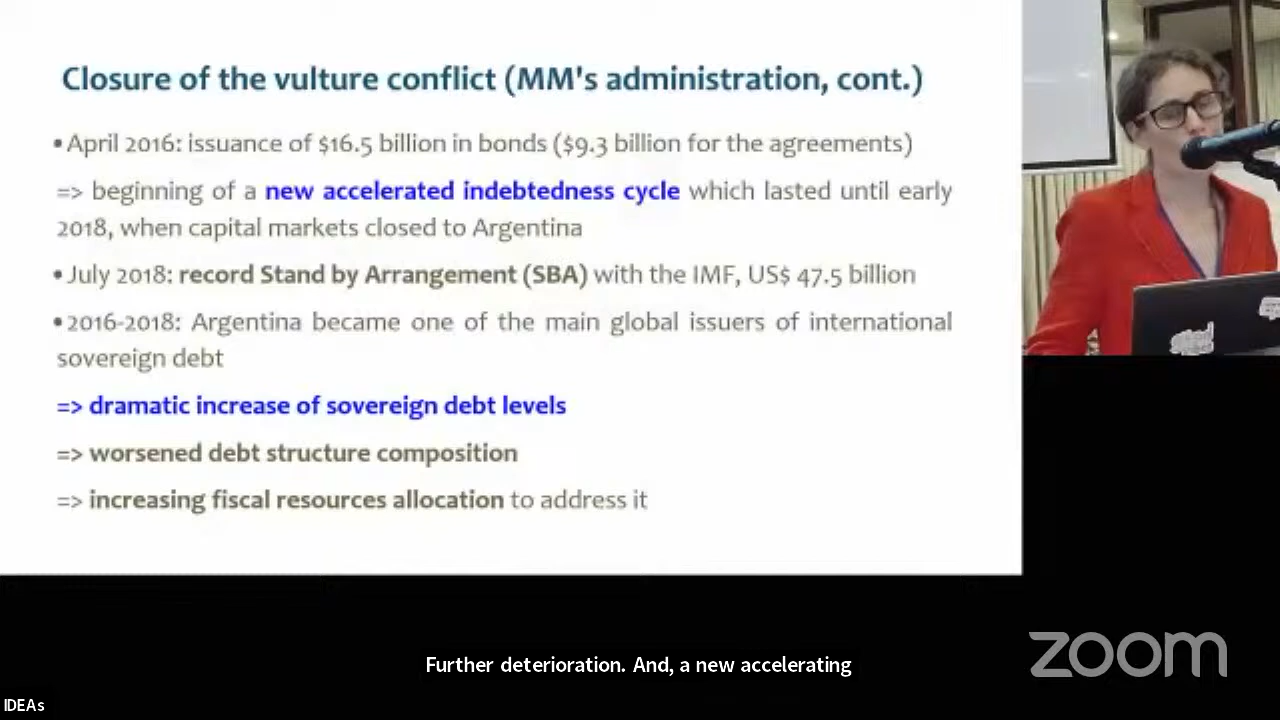 Closure of the vulture conflict (MM's administration, cont.)
•April 2016: issuance of $16.5 billion in bonds ($9.3 billion for the agreements)
=> beginning of a new accelerated indebtedness cycle which lasted until early
2018, when capital markets closed to Argentina
•July 2018: record Stand by Arrangement (SBA) with the IMF, US$ 47.5 billion
•2016-2018: Argentina became one of the main global issuers of international
sovereign debt
=> dramatic increase of sovereign debt levels
=> worsened debt structure composition
=> increasing fiscal resources allocation to address it
Further deterioration. And, a new accelerating
zoom
IDEAs